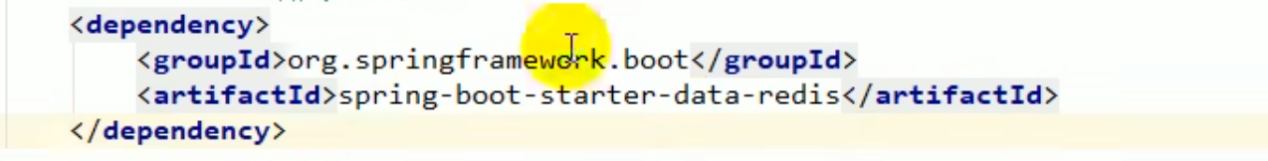 <dependency>
<groupId>org.springframework.boot</groupId>
<artifactId>spring-boot-starter-data-redis</artifactId>
</dependency>